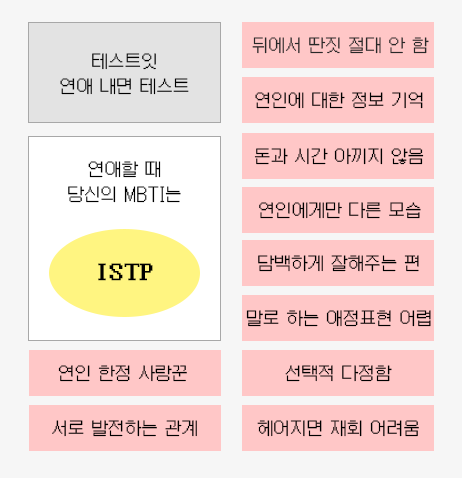 테스트잇
연애 내면 테스트
연애할 때
당신의 MBTI는
ISTP
연인 한정 사랑꾼
서로 발전하는 관계
뒤에서 딴짓 절대 안 함
연인에 대한 정보 기억
돈과 시간 아끼지 않음
연인에게만 다른 모습
담백하게 잘해주는 편
말로 하는 애정표현 어렵
선택적 다정함
헤어지면 재회 어려움